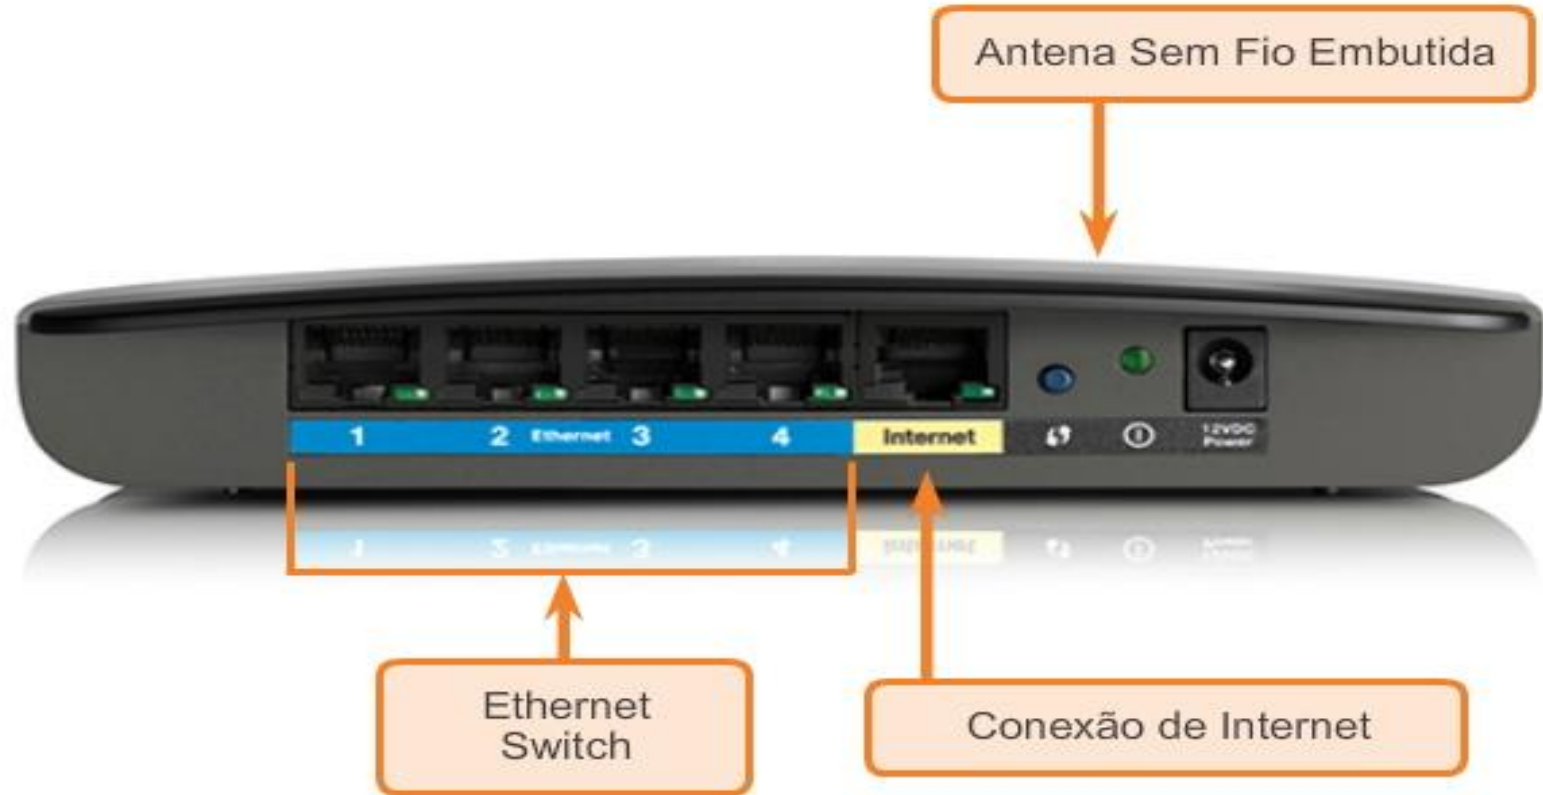 Antena Sem Fio Embutida
1 2 Ethernet 3 4 Internet 12VDC
Power
Ethernet
Switch
Conexão de Internet